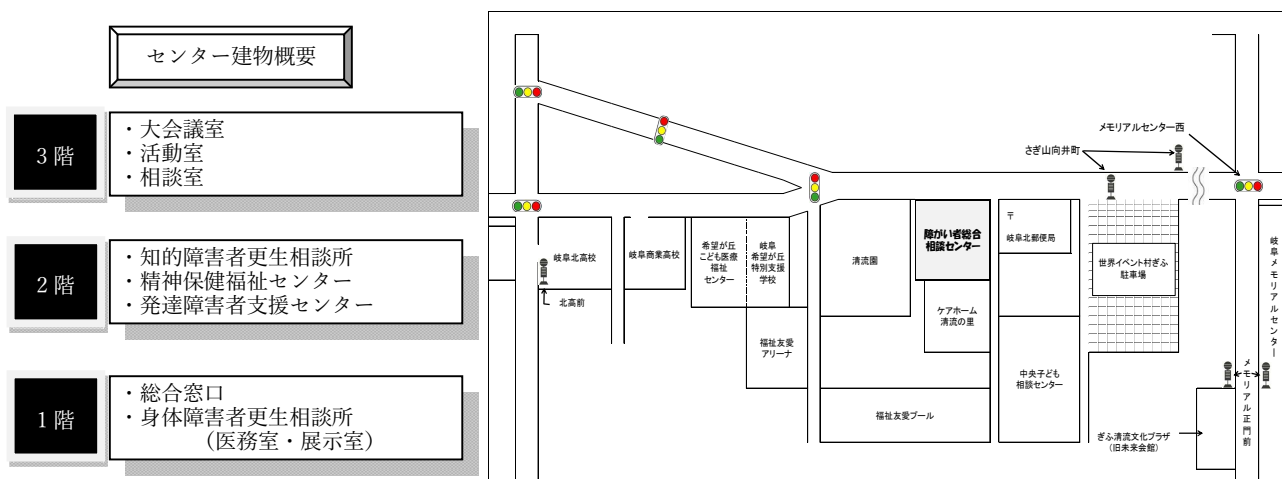 センター建物概要
3階
・大会議室
・活動室
・相談室
2階
・知的障害者更生相談所
・精神保健福祉センター
・発達障害者支援センター
1階
・総合窓口
・身体障害者更生相談所
(医務室・展示室)
メモリアルセンター西
さぎ山向井町
岐阜北高校
北高前
岐阜商業高校
希望が丘
こども医療
福祉
センター
岐阜
希望が丘
特別支援
学校
福祉友愛
アリーナ
清流園
障がい者総合
相談センター
ケアホーム
清流の里
福祉友愛プール
〒
岐阜北郵便局
中央子ども
相談センター
世界イベント村ぎふ
駐車場
岐阜メモリアルセンター
メモリアル正門前
ぎふ清流文化プラザ
(旧未来会館)